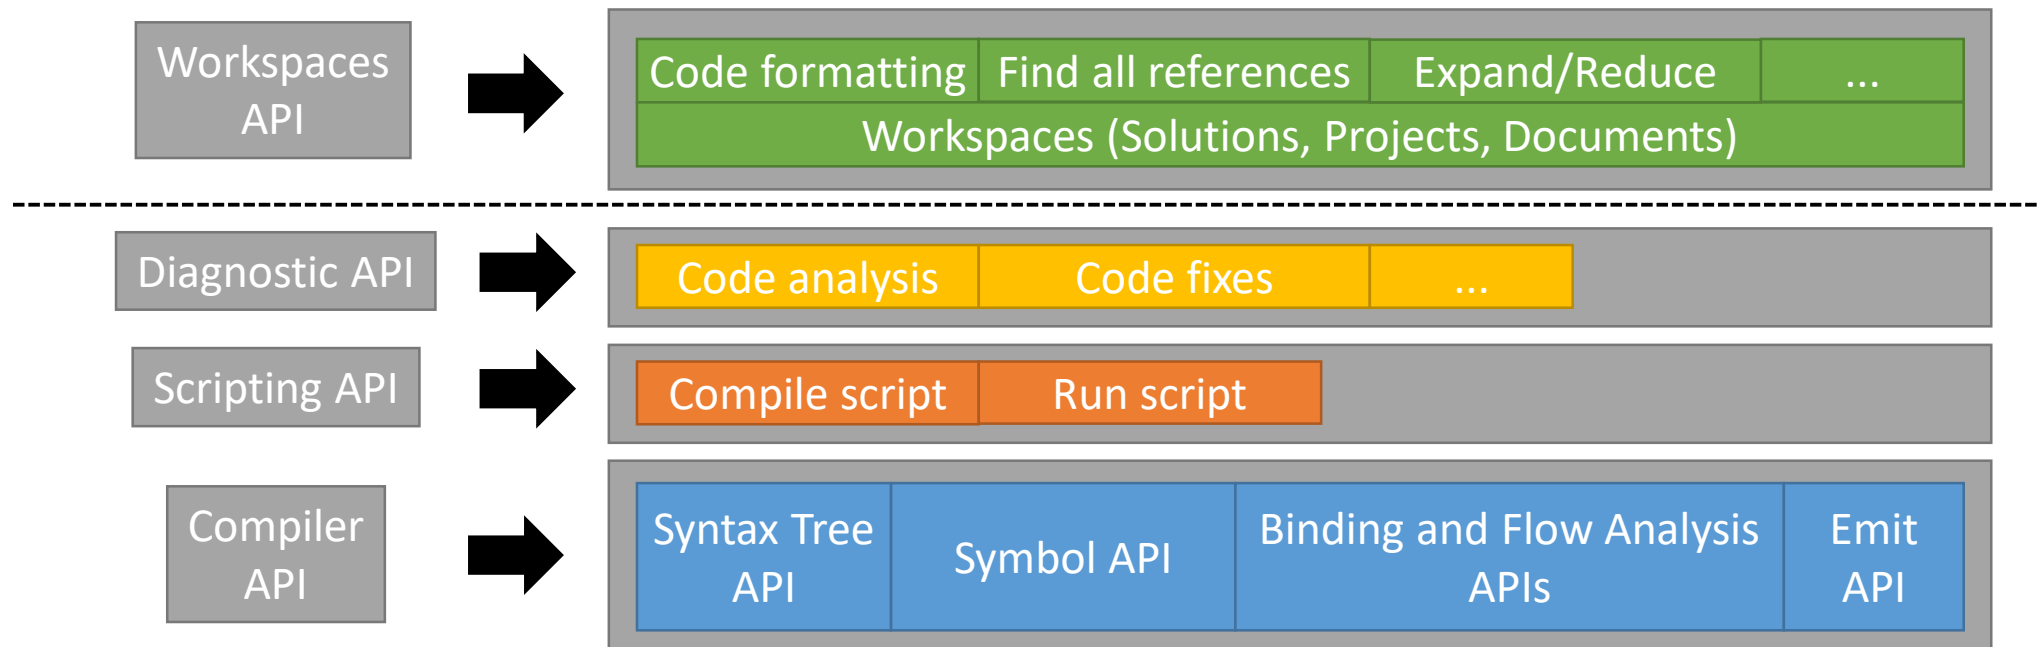 Workspaces
API
Code formatting
Find all references
Expand/Reduce
...
Workspaces (Solutions, Projects, Documents)
Diagnostic API
Code analysis
Code fixes
...
Scripting API
Compile script
Run script
Compiler
API
Syntax Tree
API
Symbol API
Binding and Flow Analysis
APIs
Emit
API